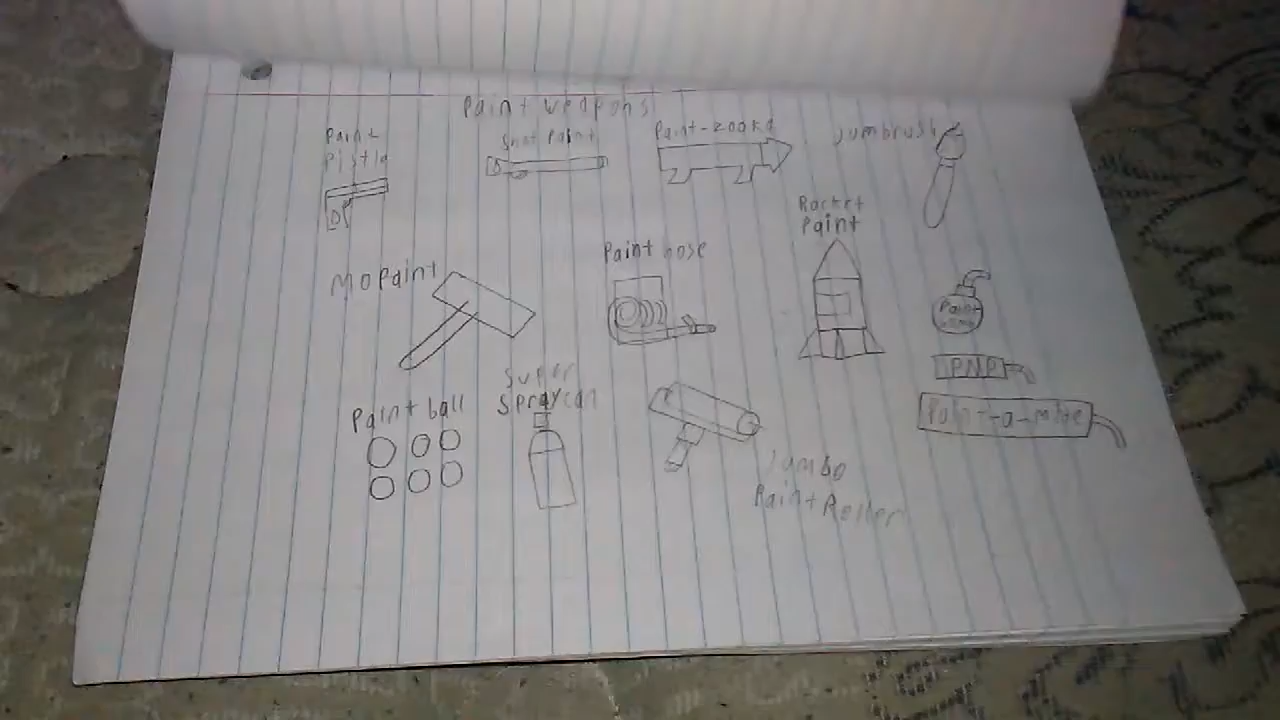 Paint weapons
Paint
Pistla
Shot Paint
Paint-zooka
Jumbrush
Rocket
Paint
Mopaint
Paint hose
Paint
PNP
Paint-a-mite
Super
Spraycan
Paint ball
Jumbo
Paint Roller